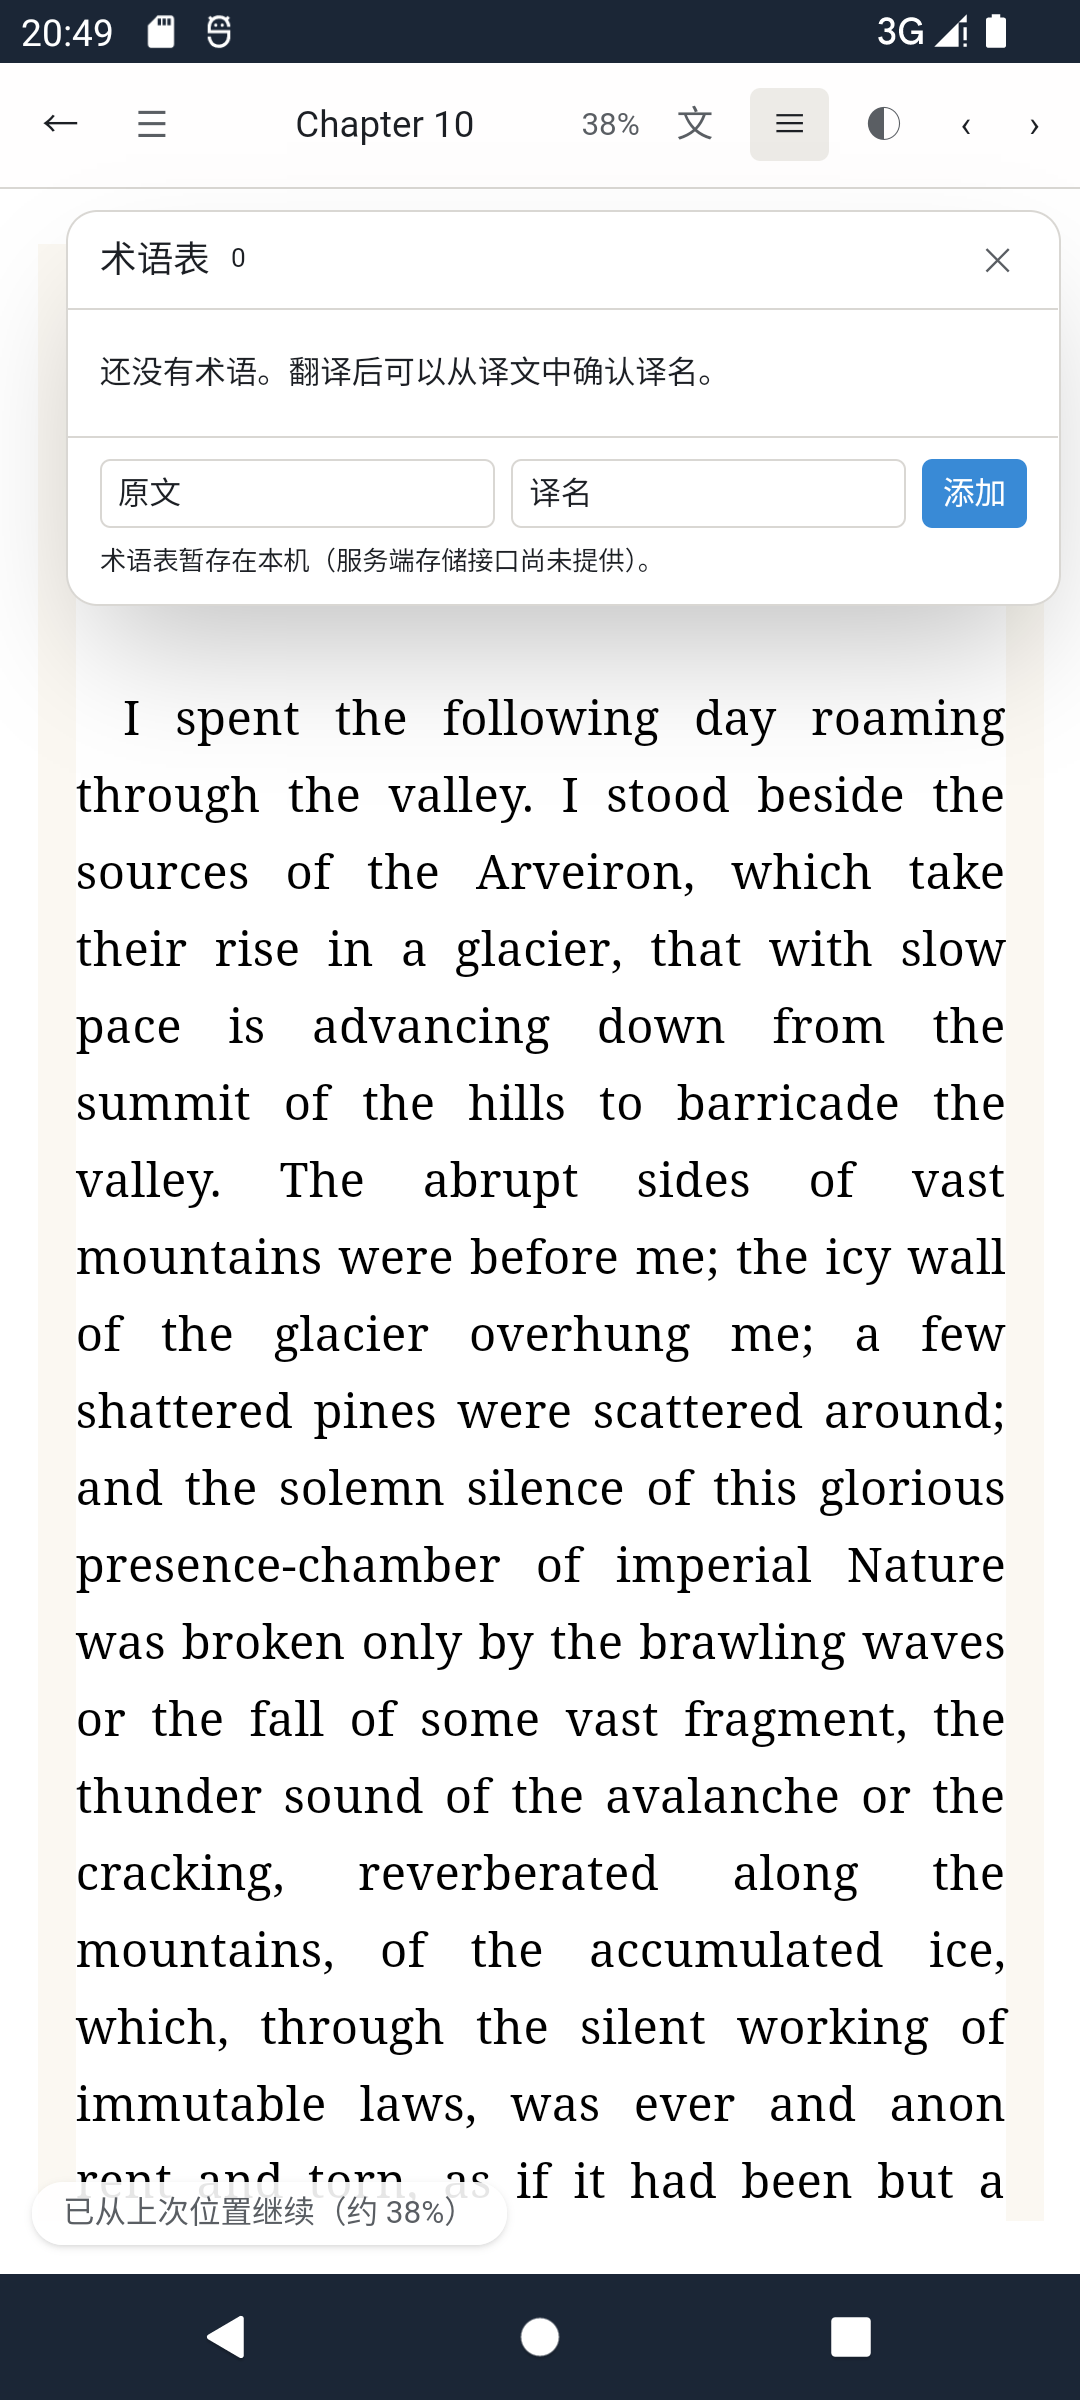 20:49
3G
Chapter 10
38%
文
术语表 0
还没有术语。翻译后可以从译文中确认译名。
原文
译名
添加
术语表暂存在本机（服务端存储接口尚未提供）。
I spent the following day roaming
through the valley. I stood beside the
sources of the Arveiron, which take
their rise in a glacier, that with slow
pace is advancing down from the
summit of the hills to barricade the
valley. The abrupt sides of vast
mountains were before me; the icy wall
of the glacier overhung me; a few
shattered pines were scattered around;
and the solemn silence of this glorious
presence-chamber of imperial Nature
was broken only by the brawling waves
or the fall of some vast fragment, the
thunder sound of the avalanche or the
cracking, reverberated along the
mountains, of the accumulated ice,
which, through the silent working of
immutable laws, was ever and anon
rent and torn, as if it had been but a
已从上次位置继续（约 38%）